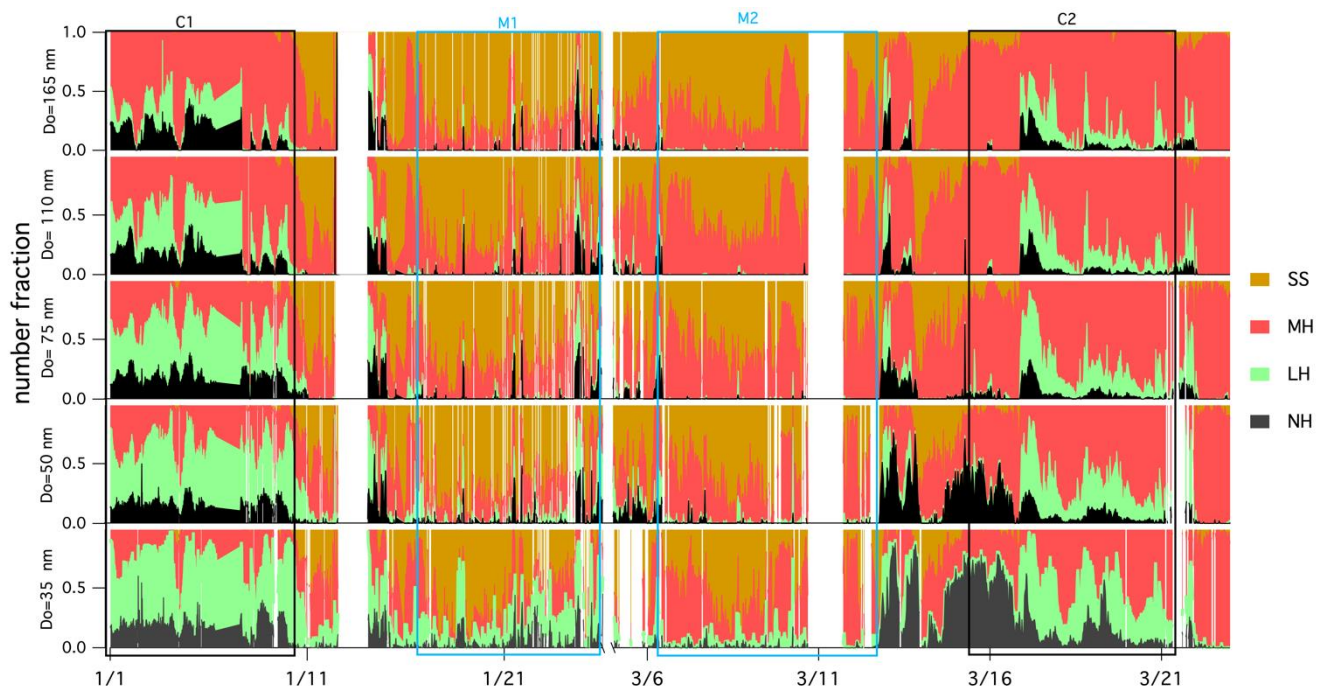 C1 M1 M2 C2
number fraction
Do=165 nm
1.0
0.5
0.0
Do= 110 nm
0.5
0.0
Do= 75 nm
0.5
0.0
Do=50 nm
0.5
0.0
Do=35 nm
0.5
0.0
SS
MH
LH
NH
1/1 1/11 1/21 3/6 3/11 3/16 3/21